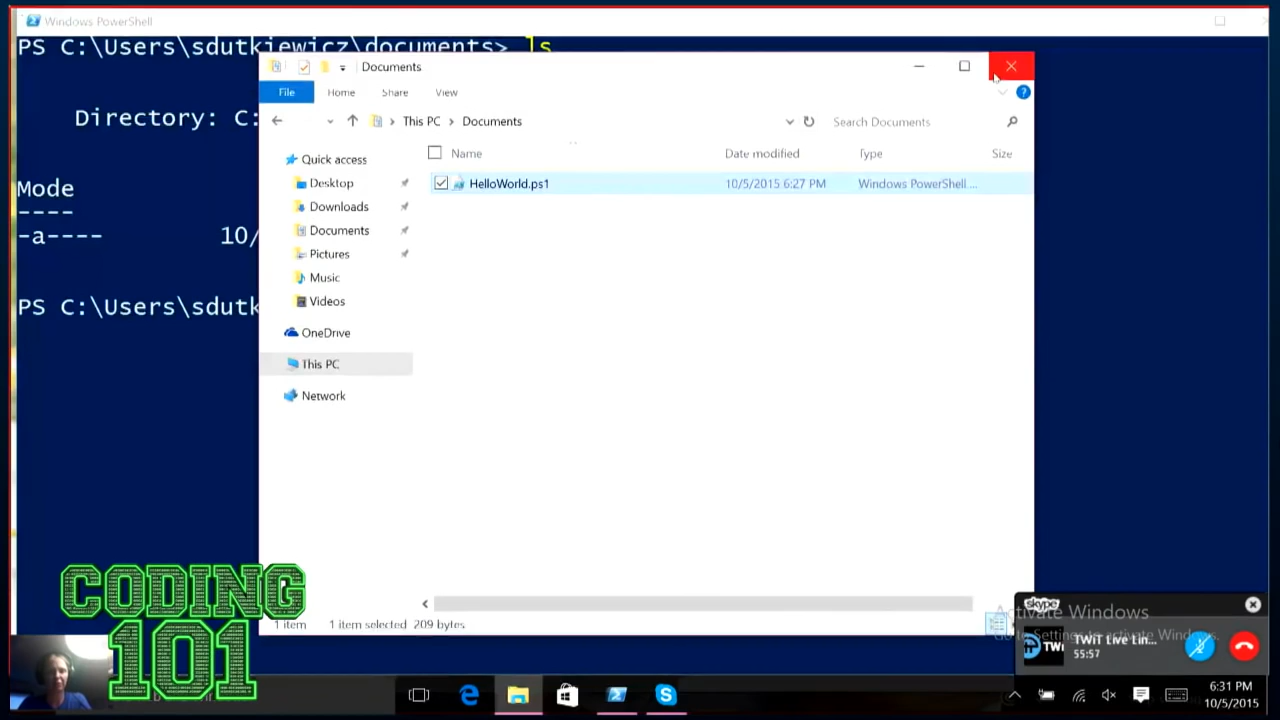 Windows PowerShell
PS C:\Users\sdutkiewicz\documents> ls
Documents
File Home Share View
Directory: C:
This PC > Documents
Search Documents
Name Date modified Type Size
Quick access
HelloWorld.ps1 10/5/2015 6:27 PM Windows PowerShell ...
Desktop
Mode
Downloads
----
Documents
-a---- 10/
Pictures
Music
Videos
PS C:\Users\sdutk
OneDrive
This PC
Network
CODING
101
1 item 1 item selected 209 bytes
skype
Activate Windows
TWiT Live Lin...
55:57
6:31 PM
10/5/2015